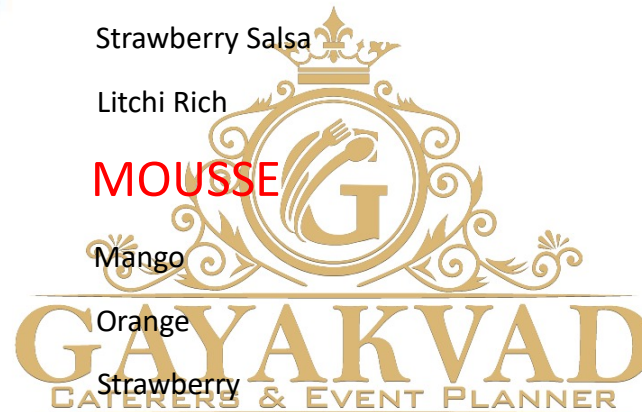 Strawberry Salsa
Litchi Rich
MOUSSE
G
Mango
Orange
GAYAKVAD
Strawberry
CATERERS & EVENT PLANNER